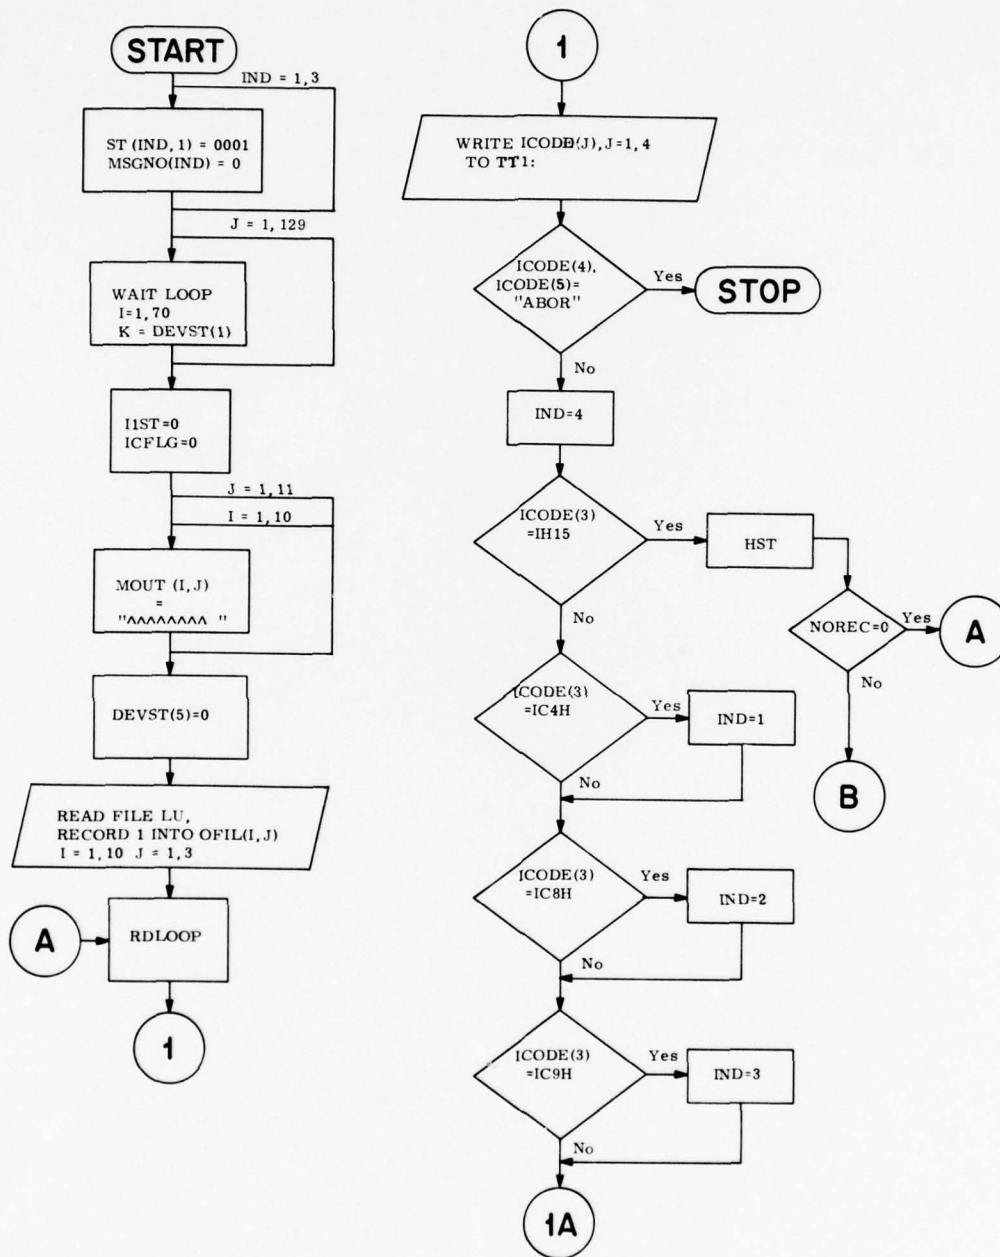 START
IND = 1,3
ST (IND, 1) = 0001
MSGNO(IND) = 0
J = 1, 129
WAIT LOOP
I=1, 70
K = DEVST(1)
I1ST=0
ICFLG=0
J = 1, 11
I = 1, 10
MOUT (I, J)
=
"^^^^^^^^ "
DEVST(5)=0
READ FILE LU,
RECORD 1 INTO OFIL(I, J)
I = 1, 10 J = 1, 3
A
RDLOOP
1
1
WRITE ICODE(J), J=1, 4
TO TT1:
ICODE(4),
ICODE(5)=
"ABOR"
Yes
STOP
No
IND=4
ICODE(3)
=IH15
Yes
HST
No
NOREC=0
Yes
A
No
B
ICODE(3)
=IC4H
Yes
IND=1
No
ICODE(3)
=IC8H
Yes
IND=2
No
ICODE(3)
=IC9H
Yes
IND=3
No
1A